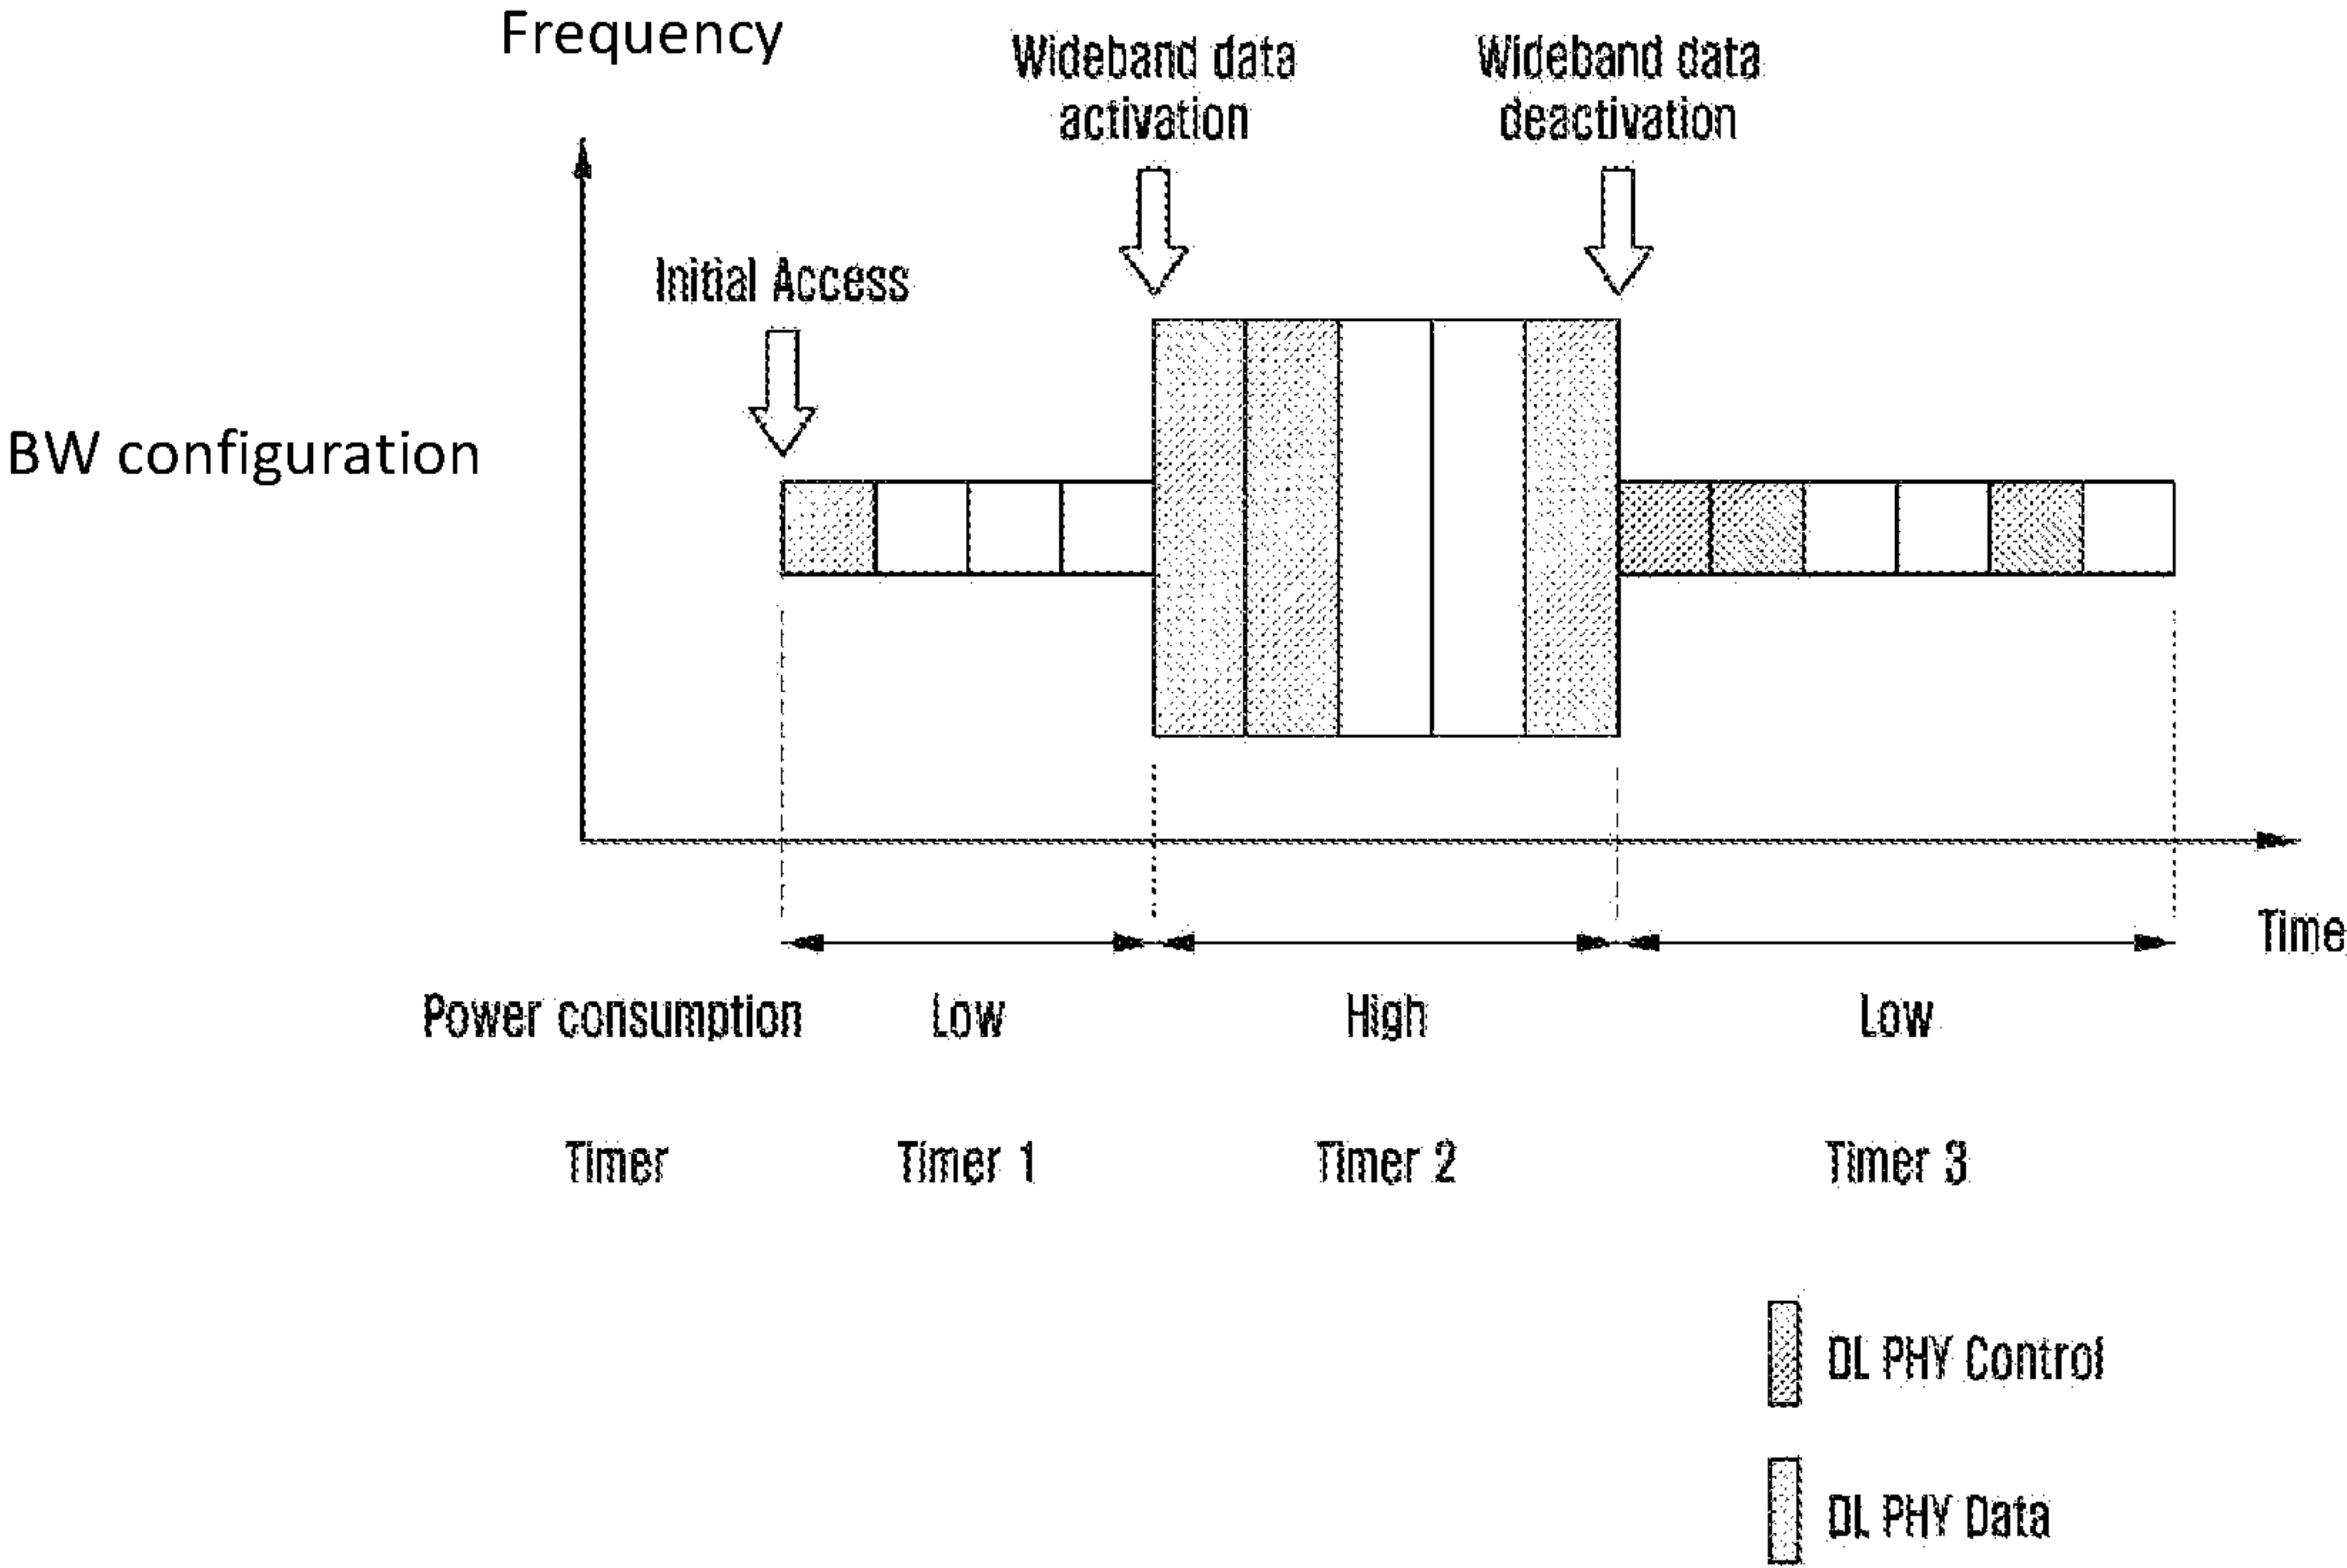 Frequency
Wideband data
activation
Wideband data
deactivation
Initial Access
BW configuration
Time
Power consumption Low High Low
Timer Timer 1 Timer 2 Timer 3
DL PHY Control
DL PHY Data